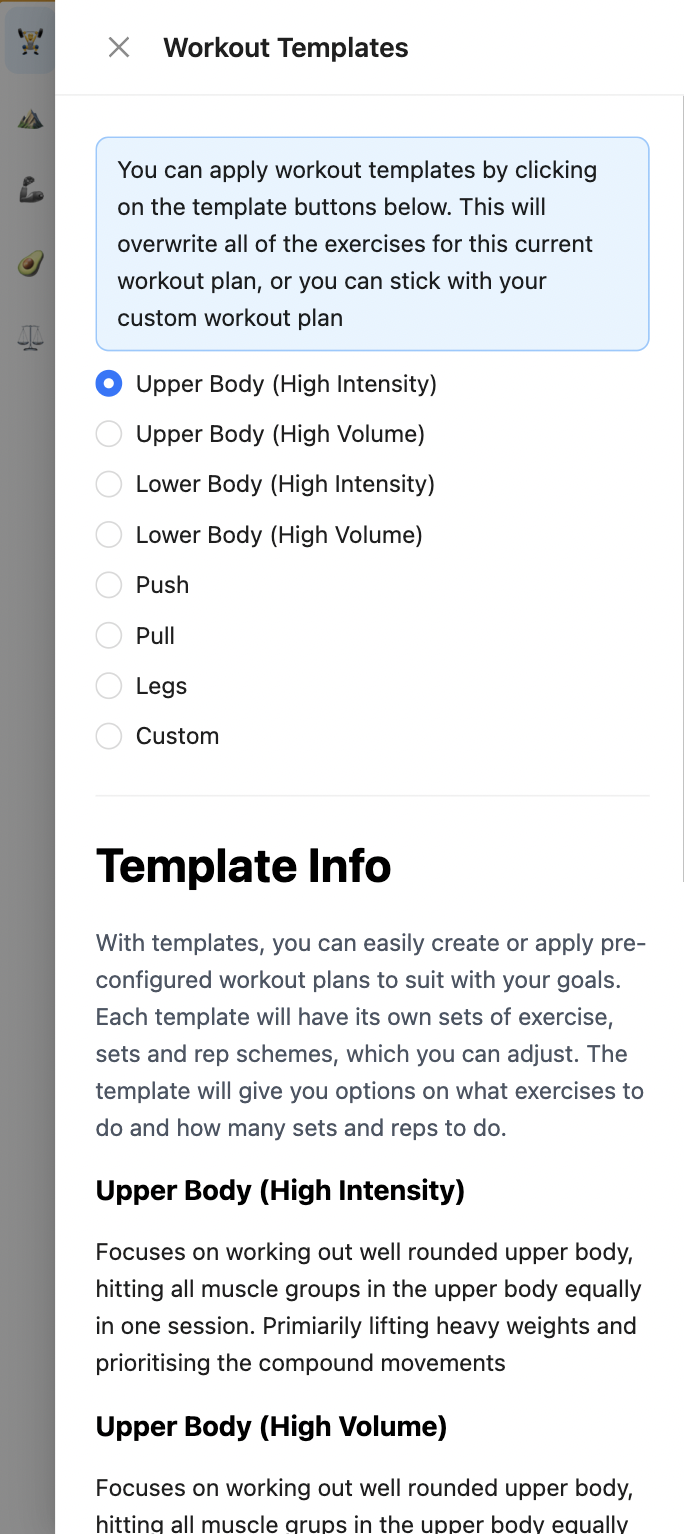 Workout Templates
You can apply workout templates by clicking
on the template buttons below. This will
overwrite all of the exercises for this current
workout plan, or you can stick with your
custom workout plan
Upper Body (High Intensity)
Upper Body (High Volume)
Lower Body (High Intensity)
Lower Body (High Volume)
Push
Pull
Legs
Custom
Template Info
With templates, you can easily create or apply pre-
configured workout plans to suit with your goals.
Each template will have its own sets of exercise,
sets and rep schemes, which you can adjust. The
template will give you options on what exercises to
do and how many sets and reps to do.
Upper Body (High Intensity)
Focuses on working out well rounded upper body,
hitting all muscle groups in the upper body equally
in one session. Primiarily lifting heavy weights and
prioritising the compound movements
Upper Body (High Volume)
Focuses on working out well rounded upper body,
hitting all muscle grups in the upper body equally